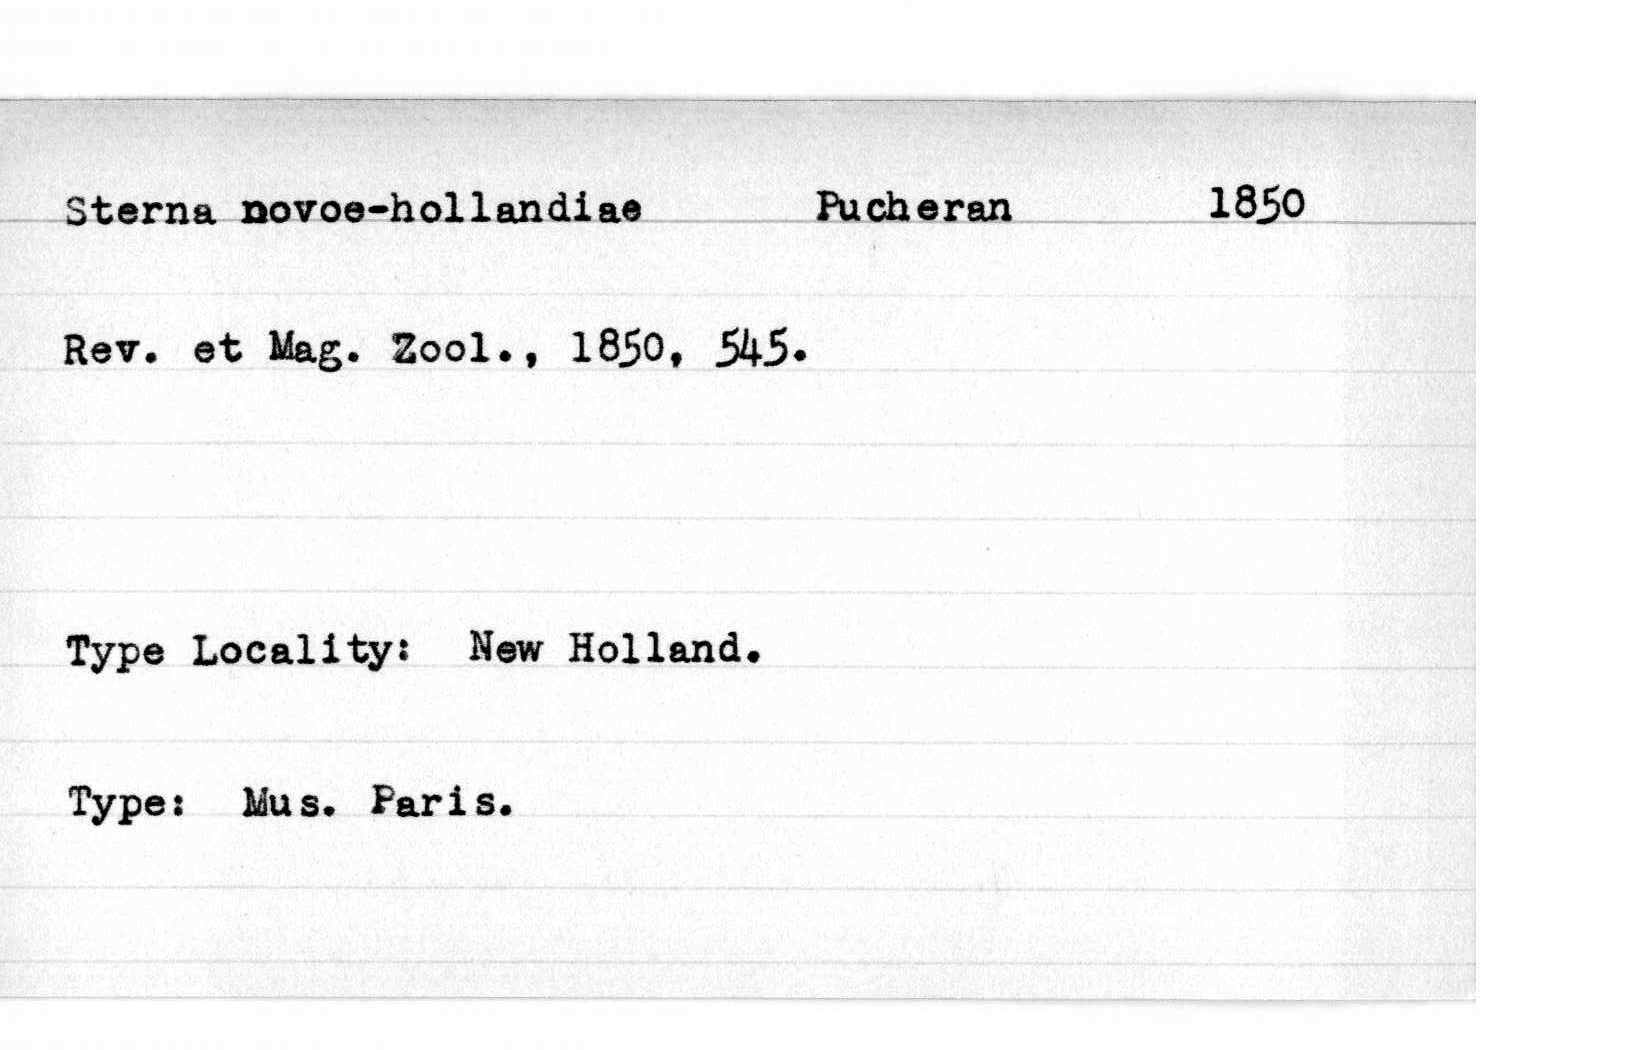 Sterna novoe-hollandiae Pucheran 1850
Rev. et Mag. Zool., 1850, 545.
Type Locality: New Holland.
Type: Mus. Paris.